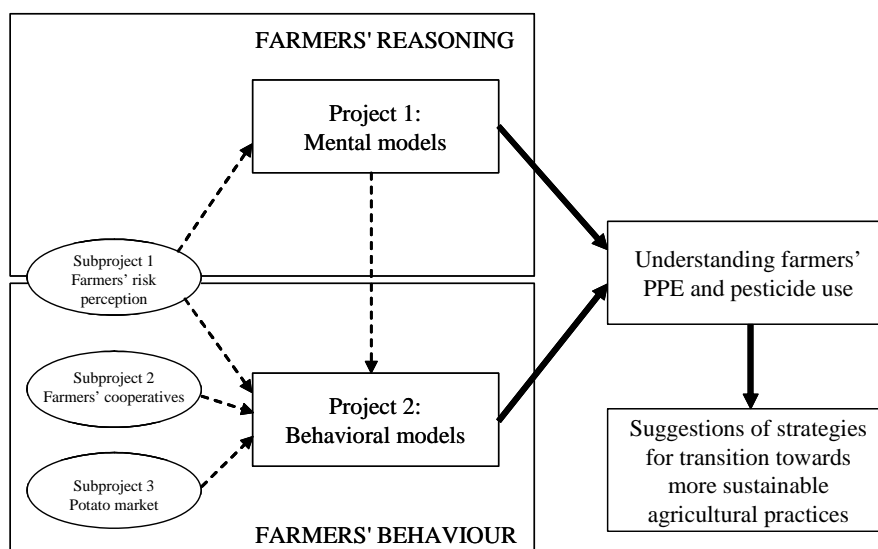 FARMERS' REASONING
Project 1:
Mental models
Subproject 1
Farmers' risk
perception
Understanding farmers'
PPE and pesticide use
Subproject 2
Farmers' cooperatives
Project 2:
Behavioral models
Subproject 3
Potato market
Suggestions of strategies
for transition towards
more sustainable
agricultural practices
FARMERS' BEHAVIOUR